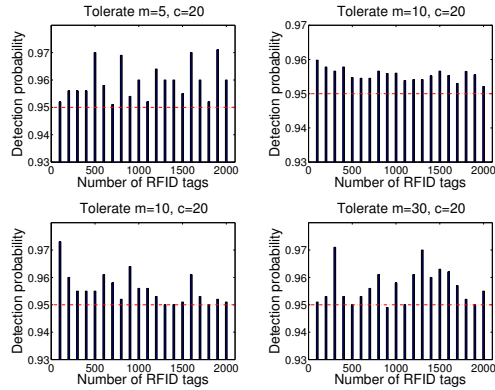 Tolerate m=5, c=20
Detection probability
0.97
0.96
0.95
0.94
0.93
0 500 1000 1500 2000
Number of RFID tags
Tolerate m=10, c=20
Detection probability
0.97
0.96
0.95
0.94
0.93
0 500 1000 1500 2000
Number of RFID tags
Tolerate m=10, c=20
Detection probability
0.97
0.96
0.95
0.94
0.93
0 500 1000 1500 2000
Number of RFID tags
Tolerate m=30, c=20
Detection probability
0.97
0.96
0.95
0.94
0.93
0 500 1000 1500 2000
Number of RFID tags